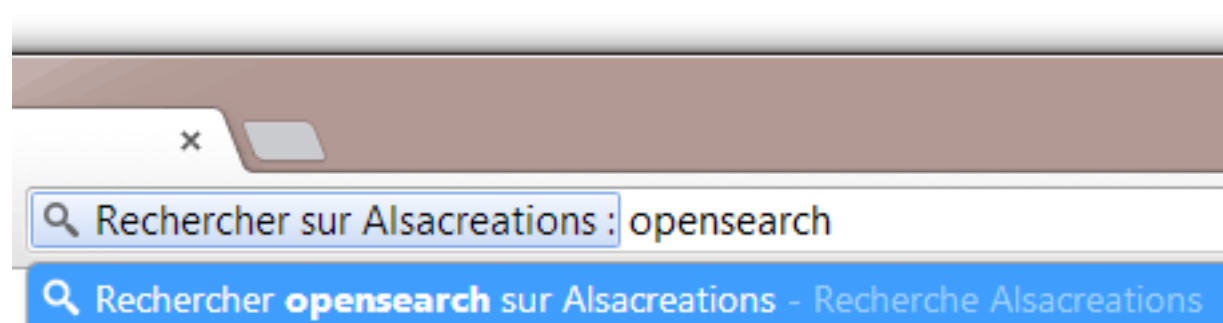 Rechercher sur Alsacreations : opensearch
Rechercher opensearch sur Alsacreations - Recherche Alsacreations